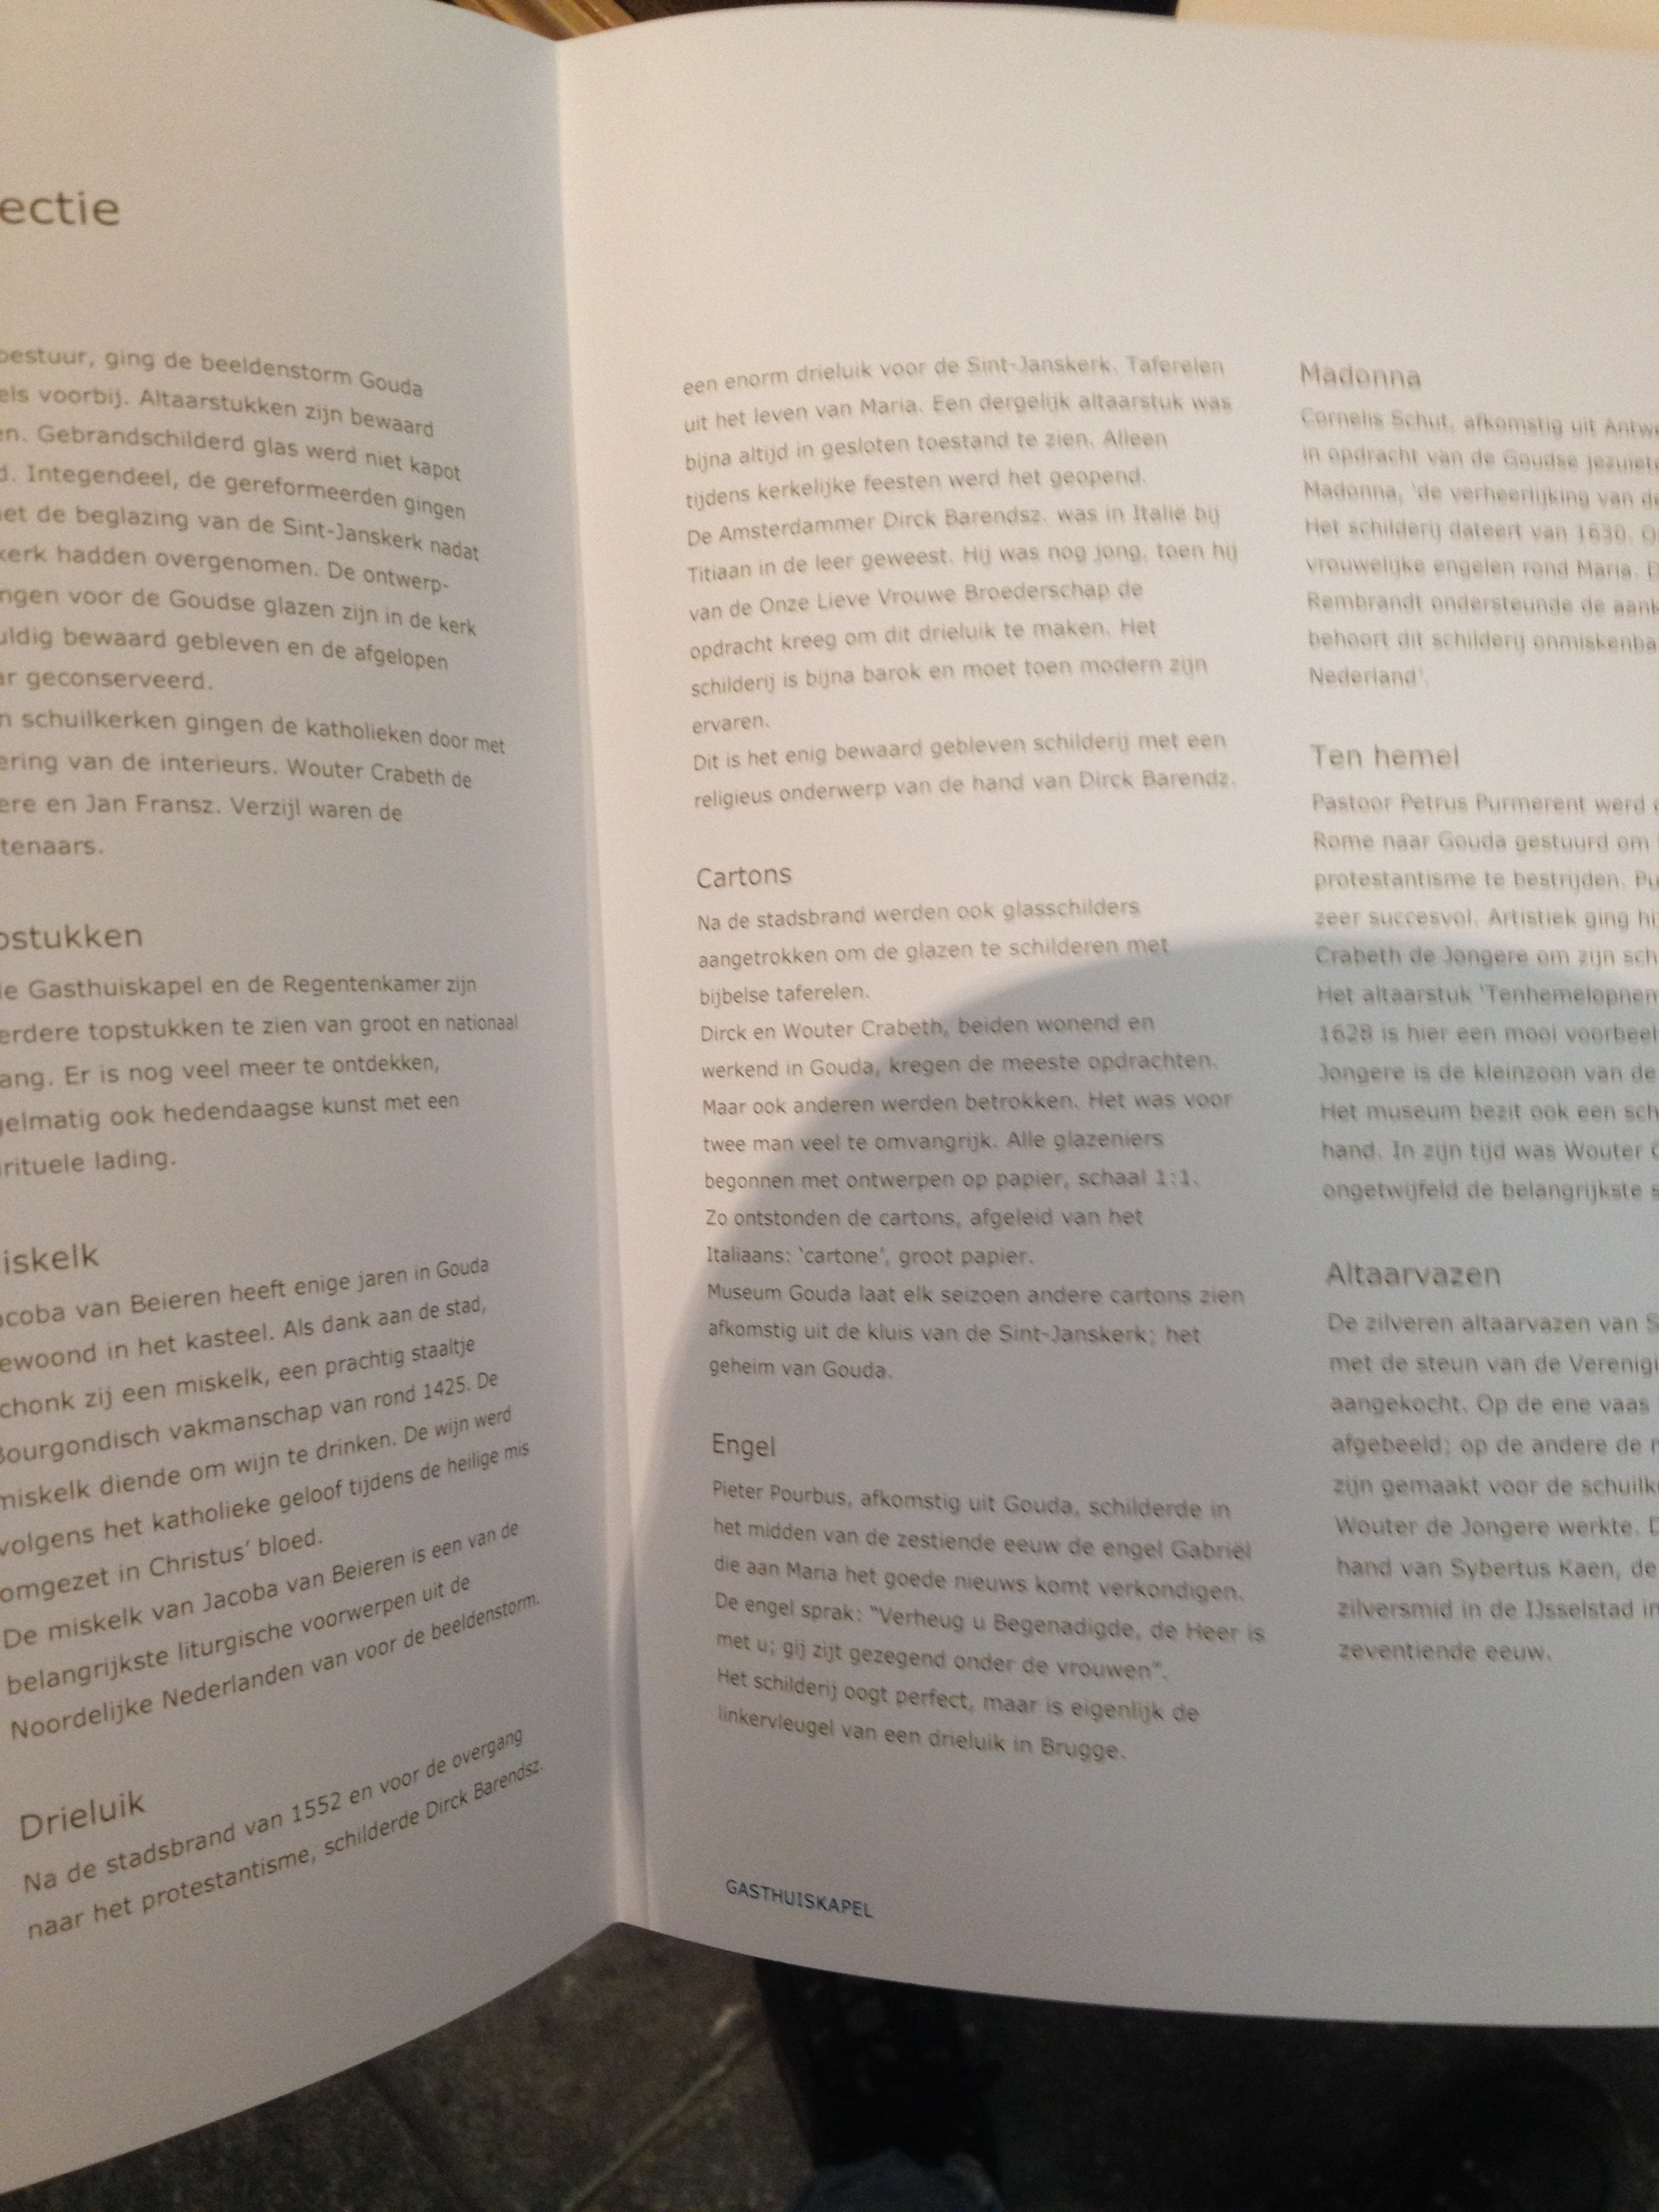 ectie
bestuur, ging de beeldenstorm Gouda
els voorbij. Altaarstukken zijn bewaard
en. Gebrandschilderd glas werd niet kapot
d. Integendeel, de gereformeerden gingen
et de beglazing van de Sint-Janskerk nadat
kerk hadden overgenomen. De ontwerp-
ngen voor de Goudse glazen zijn in de kerk
uldig bewaard gebleven en de afgelopen
ar geconserveerd.
n schuilkerken gingen de katholieken door met
ering van de interieurs. Wouter Crabeth de
ere en Jan Fransz. Verzijl waren de
tenaars.
pstukken
de Gasthuiskapel en de Regentenkamer zijn
erdere topstukken te zien van groot en nationaal
ang. Er is nog veel meer te ontdekken,
gelmatig ook hedendaagse kunst met een
irituele lading.
iskelk
acoba van Beieren heeft enige jaren in Gouda
ewoond in het kasteel. Als dank aan de stad,
chonk zij een miskelk, een prachtig staaltje
Bourgondisch vakmanschap van rond 1425. De
miskelk diende om wijn te drinken. De wijn werd
volgens het katholieke geloof tijdens de heilige mis
omgezet in Christus' bloed.
De miskelk van Jacoba van Beieren is een van de
belangrijkste liturgische voorwerpen uit de
Noordelijke Nederlanden van voor de beeldenstorm.
Drieluik
Na de stadsbrand van 1552 en voor de overgang
naar het protestantisme, schilderde Dirck Barendsz.
een enorm drieluik voor de Sint-Janskerk. Taferelen
uit het leven van Maria. Een dergelijk altaarstuk was
bijna altijd in gesloten toestand te zien. Alleen
tijdens kerkelijke feesten werd het geopend.
De Amsterdammer Dirck Barendsz. was in Italië bij
Titiaan in de leer geweest. Hij was nog jong, toen hij
van de Onze Lieve Vrouwe Broederschap de
opdracht kreeg om dit drieluik te maken. Het
schilderij is bijna barok en moet toen modern zijn
ervaren.
Dit is het enig bewaard gebleven schilderij met een
religieus onderwerp van de hand van Dirck Barendz.
Cartons
Na de stadsbrand werden ook glasschilders
aangetrokken om de glazen te schilderen met
bijbelse taferelen.
Dirck en Wouter Crabeth, beiden wonend en
werkend in Gouda, kregen de meeste opdrachten.
Maar ook anderen werden betrokken. Het was voor
twee man veel te omvangrijk. Alle glazeniers
begonnen met ontwerpen op papier, schaal 1:1.
Zo ontstonden de cartons, afgeleid van het
Italiaans: 'cartone', groot papier.
Museum Gouda laat elk seizoen andere cartons zien
afkomstig uit de kluis van de Sint-Janskerk; het
geheim van Gouda.
Engel
Pieter Pourbus, afkomstig uit Gouda, schilderde in
het midden van de zestiende eeuw de engel Gabriël
die aan Maria het goede nieuws komt verkondigen.
De engel sprak: "Verheug u Begenadigde, de Heer is
met u; gij zijt gezegend onder de vrouwen".
Het schilderij oogt perfect, maar is eigenlijk de
linkervleugel van een drieluik in Brugge.
GASTHUISKAPEL
Madonna
Cornelis Schut, afkomstig uit Antw
in opdracht van de Goudse jezuiet
Madonna, 'de verheerlijking van d
Het schilderij dateert van 1630. O
vrouwelijke engelen rond Maria. D
Rembrandt ondersteunde de aank
behoort dit schilderij onmiskenba
Nederland'.
Ten hemel
Pastoor Petrus Purmerent werd
Rome naar Gouda gestuurd om
protestantisme te bestrijden. Pu
zeer succesvol. Artistiek ging hi
Crabeth de Jongere om zijn sch
Het altaarstuk 'Tenhemelopnem
1628 is hier een mooi voorbeel
Jongere is de kleinzoon van de
Het museum bezit ook een sch
hand. In zijn tijd was Wouter C
ongetwijfeld de belangrijkste s
Altaarvazen
De zilveren altaarvazen van S
met de steun van de Verenigi
aangekocht. Op de ene vaas
afgebeeld; op de andere de
zijn gemaakt voor de schuilk
Wouter de Jongere werkte. D
hand van Sybertus Kaen, de
zilversmid in de IJsselstad in
zeventiende eeuw.